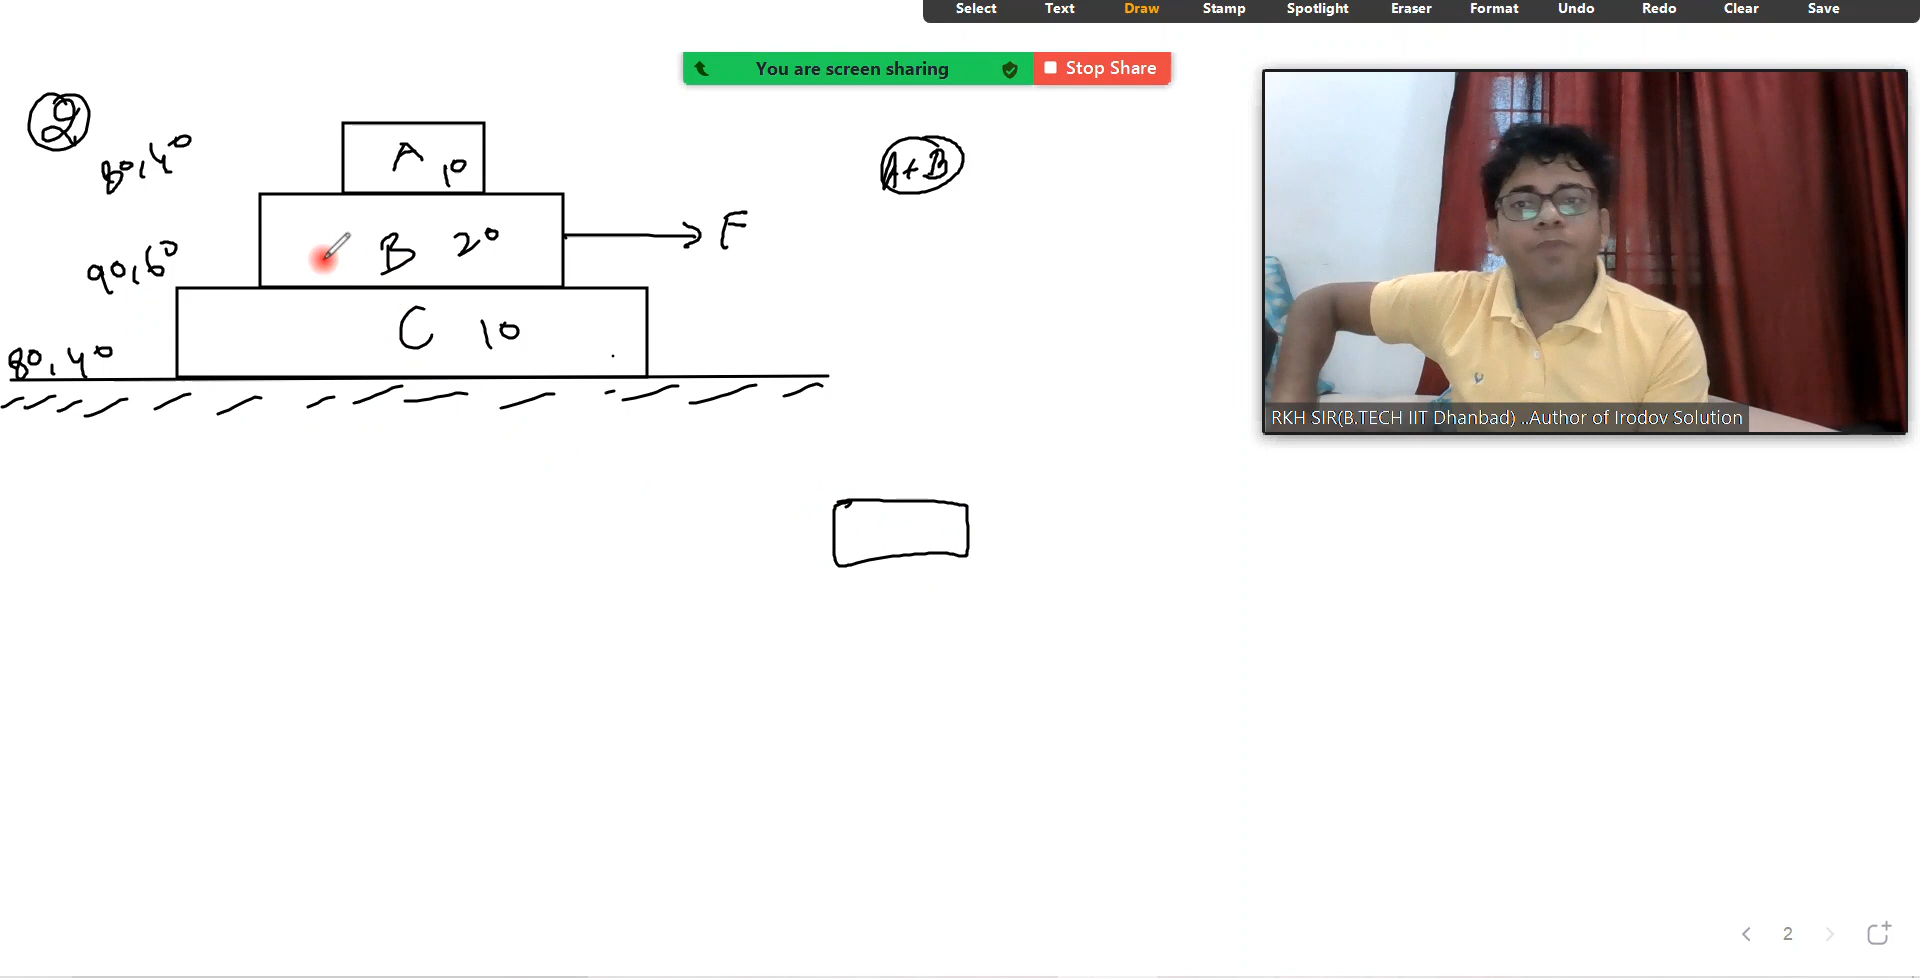 Select Text Draw Stamp Spotlight Eraser Format Undo Redo Clear Save
You are screen sharing Stop Share
Q
80,40
A 10
A+B
90,60
B 20
F
80,40
C 10
RKH SIR(B.TECH IIT Dhanbad) ..Author of Irodov Solution
2